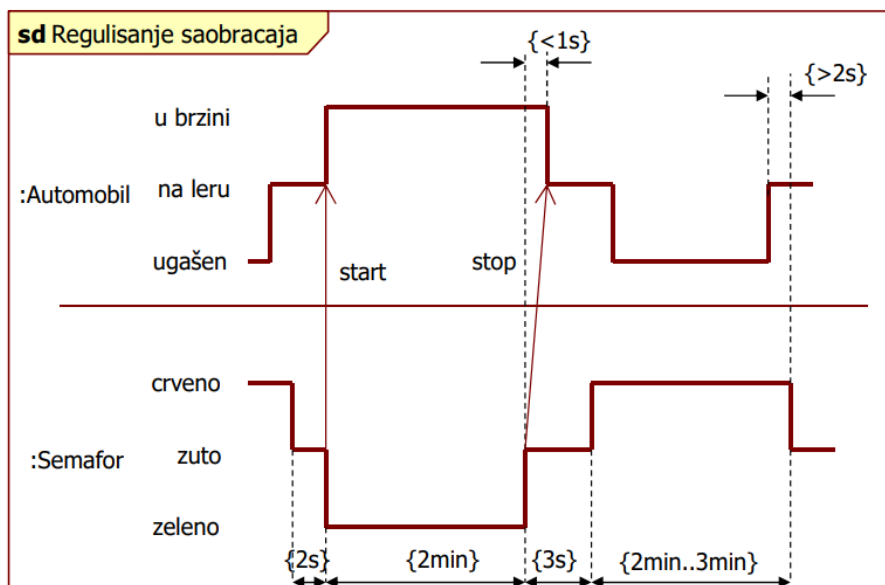 sd Regulisanje saobracaja
{<1s}
{>2s}
u brzini
:Automobil
na leru
ugašen
start
stop
crveno
:Semafor
zuto
zeleno
{2s}
{2min}
{3s}
{2min..3min}